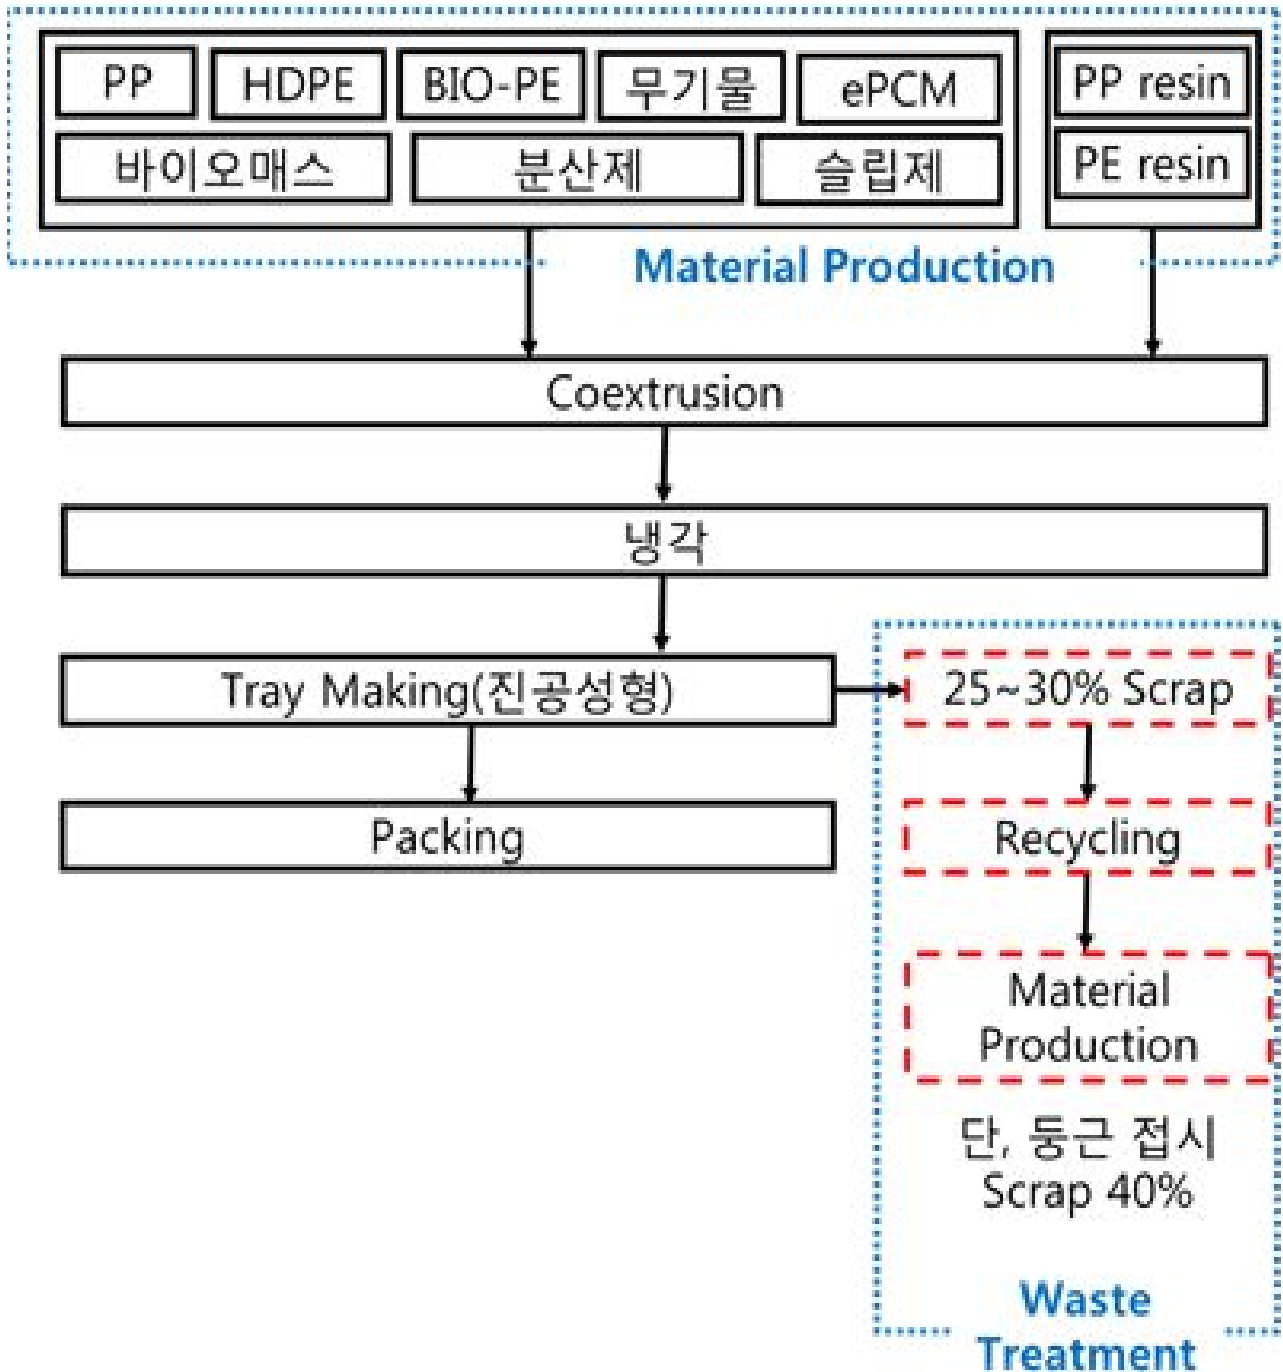 PP
HDPE
BIO-PE
무기물
ePCM
PP resin
바이오매스
분산제
슬립제
PE resin
Material Production
Coextrusion
냉각
Tray Making(진공성형)
25~30% Scrap
Packing
Recycling
Material
Production
단, 둥근 접시
Scrap 40%
Waste
Treatment